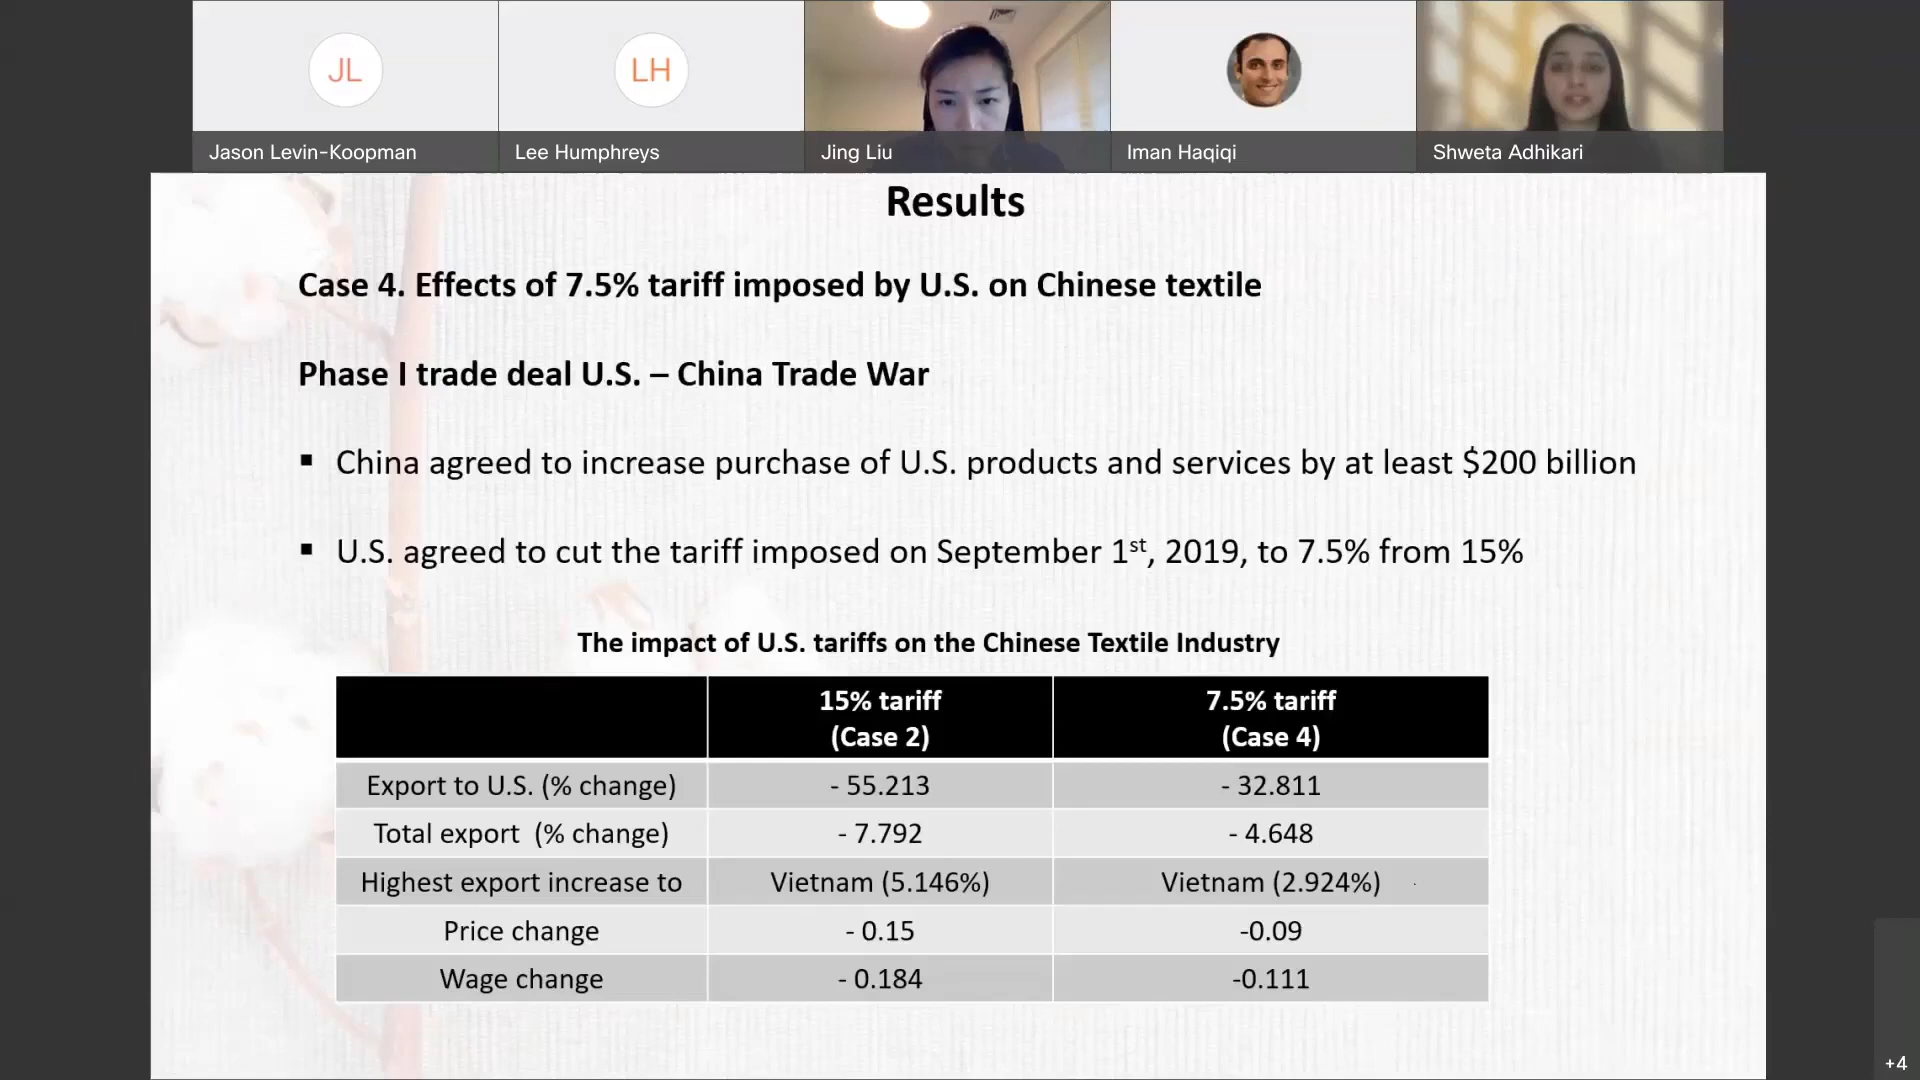 JL
LH
Jason Levin-Koopman
Lee Humphreys
Jing Liu
Iman Haqiqi
Shweta Adhikari
Results
Case 4. Effects of 7.5% tariff imposed by U.S. on Chinese textile
Phase I trade deal U.S. – China Trade War
▪ China agreed to increase purchase of U.S. products and services by at least $200 billion
▪ U.S. agreed to cut the tariff imposed on September 1st, 2019, to 7.5% from 15%
The impact of U.S. tariffs on the Chinese Textile Industry
15% tariff (Case 2) 7.5% tariff (Case 4)
Export to U.S. (% change) - 55.213 - 32.811
Total export (% change) - 7.792 - 4.648
Highest export increase to Vietnam (5.146%) Vietnam (2.924%)
Price change - 0.15 -0.09
Wage change - 0.184 -0.111
+4